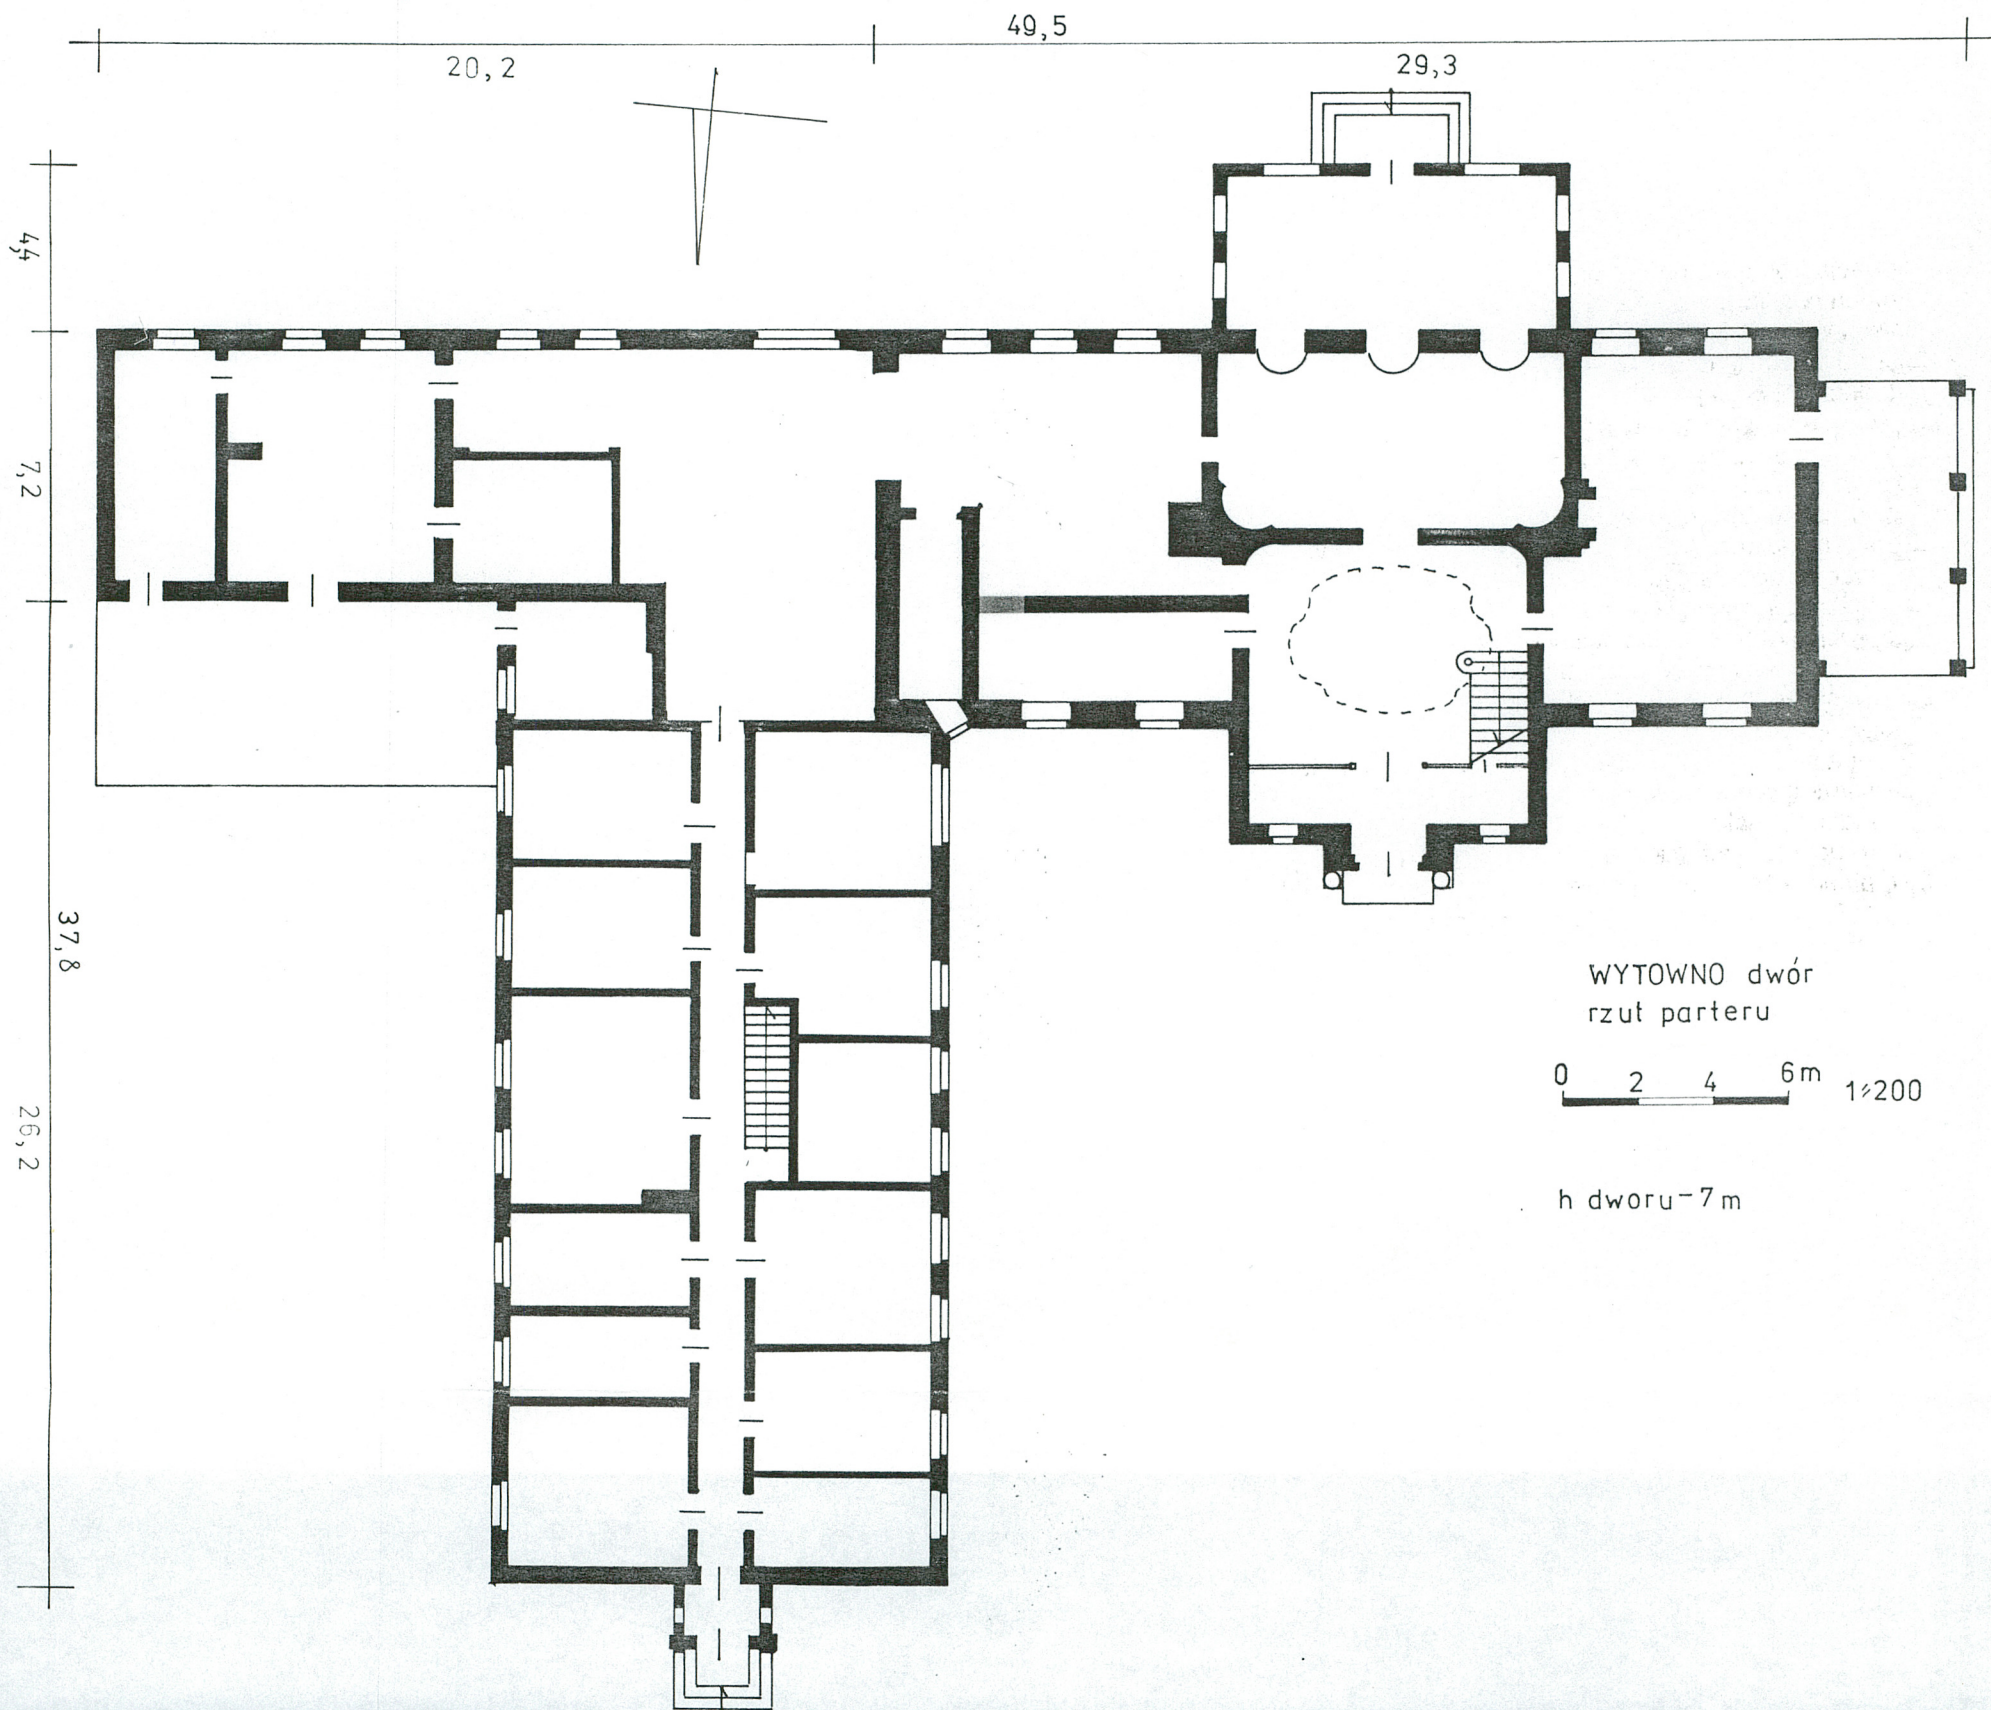 49,5
20,2
29,3
4,4
7,2
37,8
26,2
WYTOWNO dwór
rzut parteru
0 2 4 6m 1:200
h dworu-7m